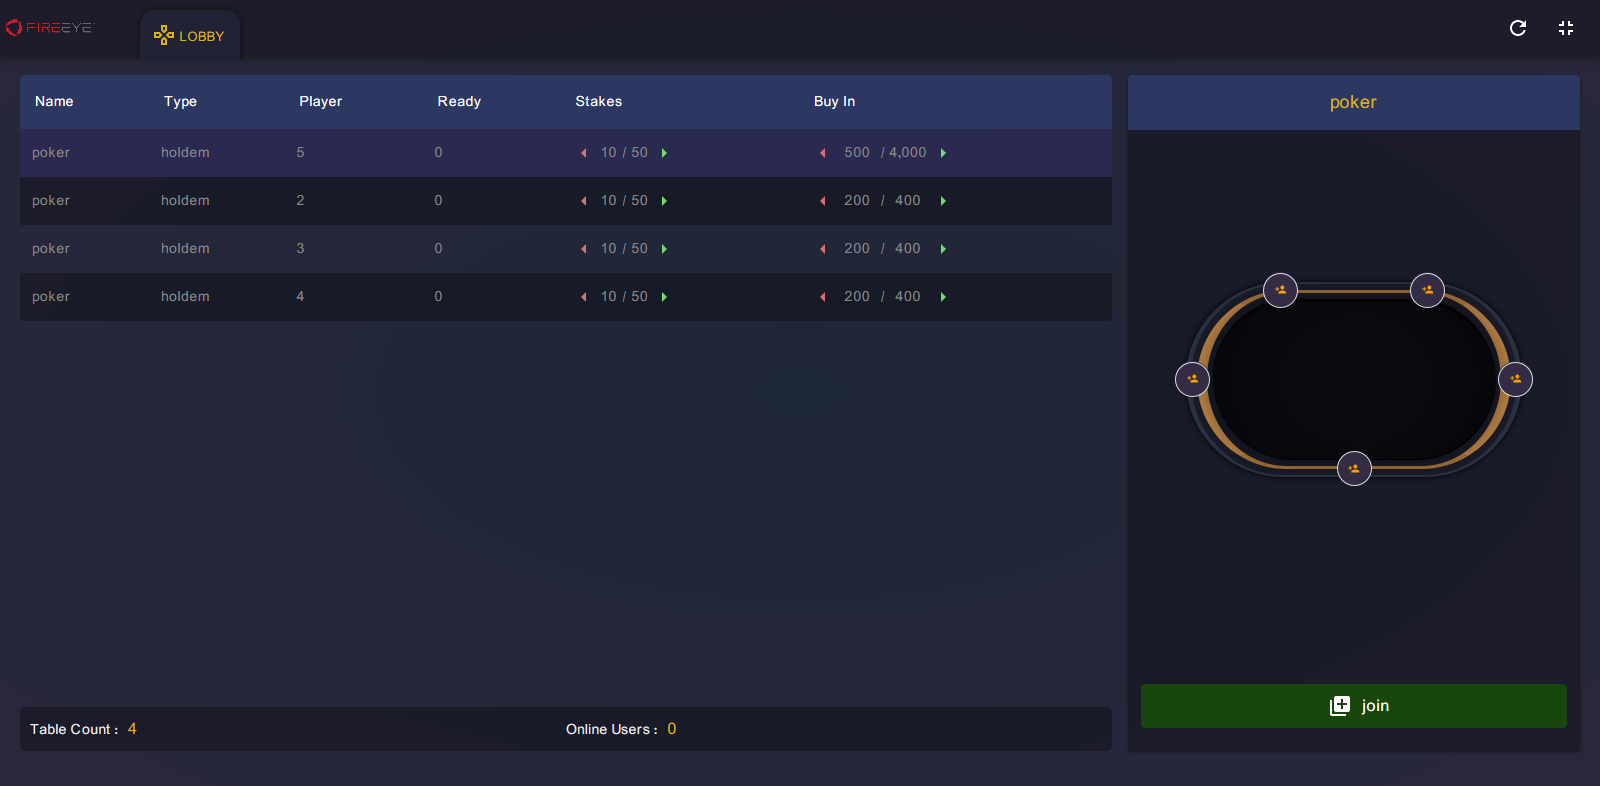 FIREEYE
LOBBY
Name Type Player Ready Stakes Buy In
poker holdem 5 0 10 / 50 500 / 4,000
poker holdem 2 0 10 / 50 200 / 400
poker holdem 3 0 10 / 50 200 / 400
poker holdem 4 0 10 / 50 200 / 400
Table Count : 4 Online Users : 0
poker
join